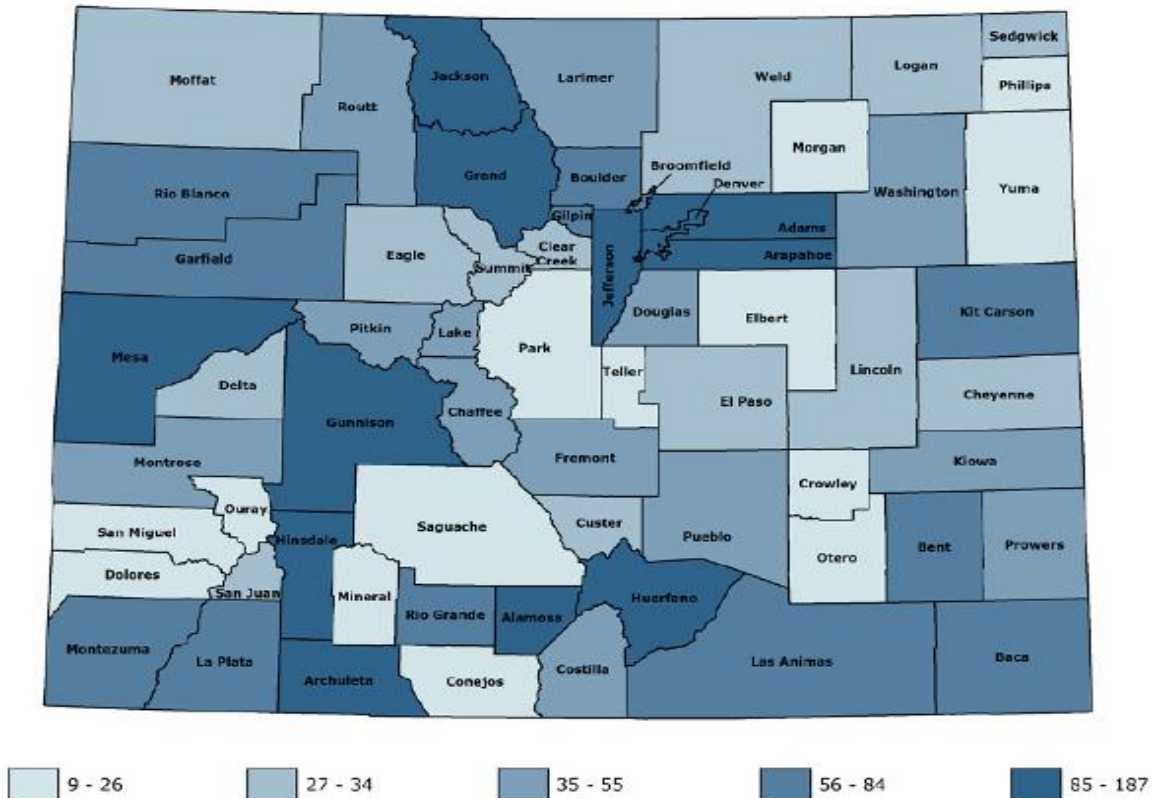 Sedgwick
Logan
Weld
Larimer
Jackson
Moffat
Phillips
Routt
Morgan
Broomfield
Boulder
Denver
Grand
Washington
Yuma
Rio Blanco
Gilpin
Adams
Clear
Creek
Eagle
Arapahoe
Garfield
Summit
Jefferson
Douglas
Kit Carson
Elbert
Pitkin
Lake
Park
Mesa
Lincoln
Teller
Delta
Cheyenne
El Paso
Chaffee
Gunnison
Fremont
Kiowa
Montrose
Crowley
Ouray
Custer
Saguache
San Miguel
Pueblo
Hinsdale
Prowers
Bent
Otero
Dolores
San Juan
Mineral
Huerfano
Rio Grande
Alamosa
Montezuma
La Plata
Costilla
Las Animas
Baca
Archuleta
Conejos
9 - 26
27 - 34
35 - 55
56 - 84
85 - 187